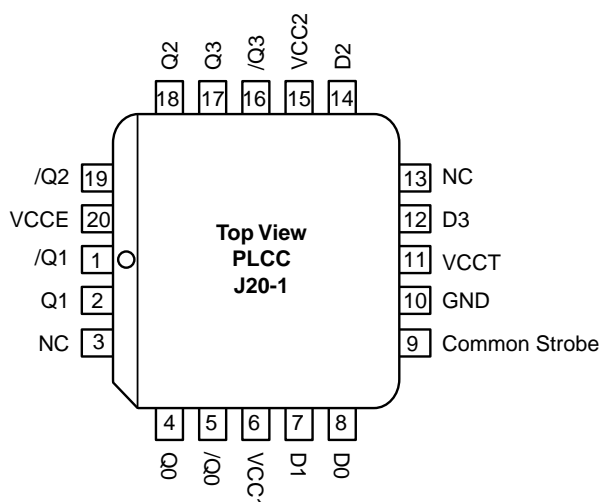 Q2
Q3
/Q3
VCC2
D2
18
17
16
15
14
/Q2
19
VCCE
20
/Q1
1
Q1
2
NC
3
Top View
PLCC
J20-1
13
NC
12
D3
11
VCCT
10
GND
9
Common Strobe
4
5
6
7
8
Q0
/Q0
D1
D0